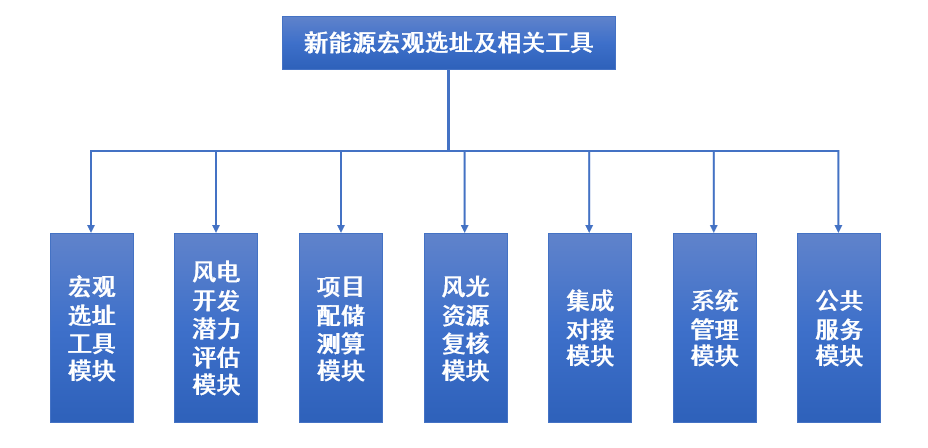 新能源宏观选址及相关工具
宏观
选址
工具
模块
风电
开发
潜力
评估
模块
项目
配储
测算
模块
风光
资源
复核
模块
集成
对接
模块
系统
管理
模块
公共
服务
模块